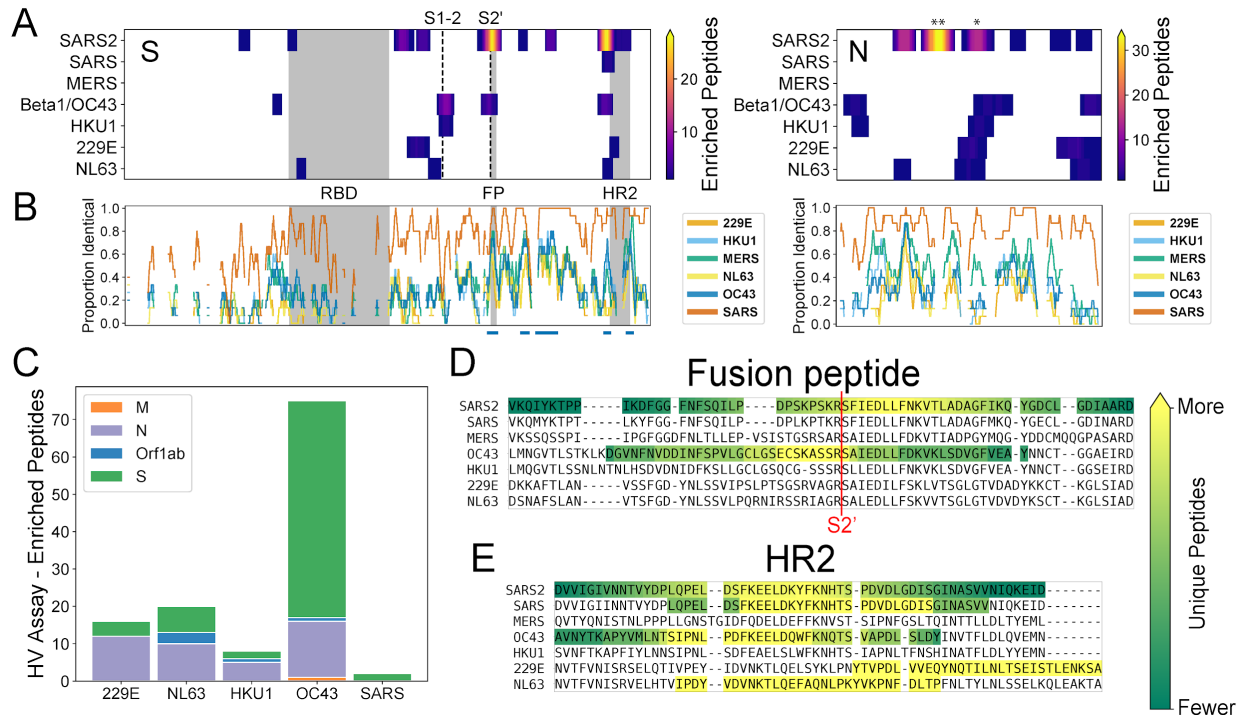 A
S1-2 S2'
** *
SARS2
SARS
MERS
Beta1/OC43
HKU1
229E
NL63
S
20
10
Enriched Peptides
SARS2
SARS
MERS
Beta1/OC43
HKU1
229E
NL63
N
30
20
10
Enriched Peptides
RBD FP HR2
B
Proportion Identical
1.0
0.8
0.6
0.4
0.2
0.0
229E
HKU1
MERS
NL63
OC43
SARS
Proportion Identical
1.0
0.8
0.6
0.4
0.2
0.0
229E
HKU1
MERS
NL63
OC43
SARS
C
HV Assay - Enriched Peptides
70
60
50
40
30
20
10
0
M
N
Orf1ab
S
229E NL63 HKU1 OC43 SARS
D
Fusion peptide
SARS2 VKQIYKTPP-----IKDFGG-FNFSQILP----DPSKPSKRSFIEDLLFNKVTLADAGFIKQ-YGDCL--GDIAARD
SARS VKQMYKTPT-----LKYFGG-FNFSQILP----DPLKPTKRSFIEDLLFNKVTLADAGFMKQ-YGECL--GDINARD
MERS VKSSQSSPI-----IPGFGGDFNLTLLEP-VSISTGSRSARSAIEDLLFDKVTIADPGYMQG-YDDCMQQGPASARD
OC43 LMNGVTLSTKLKDGVNFNVDDINFSPVLGCLGSECSKASSRSAIEDLLFDKVKLSDVGFVEA-YNNCT--GGAEIRD
HKU1 LMQGVTLSSNLNTNLHSDVDNIDFKSLLGCLGSQCG-SSSRSLLEDLLFNKVKLSDVGFVEA-YNNCT--GGSEIRD
229E DKKAFTLAN-----VSSFGD-YNLSSVIPSLPTSGSRVAGRSAIEDILFSKVVTSGLGTVDADYKKCT--KGLSIAD
NL63 DSNAFSLAN-----VTSFGD-YNLSSVLPQRNIRSSRIAGRSALEDLLFSKVVTSGLGTVDVDYKSCT--KGLSIAD
S2'
E
HR2
SARS2 DVVIGIVNNTVYDPLQPEL--DSFKEELDKYFKNHTS-PDVDLGDISGINASVVNIQKEID------
SARS DVVIGIINNTVYDPLQPEL--DSFKEELDKYFKNHTS-PDVDLGDISGINASVVNIQKEID------
MERS QVTYQNISTNLPPPLLGNSTGIDFQDELDEFFKNVST-SIPNFGSLTQINTTLLDLTYEML------
OC43 AVNYTKAPYVMLNTSIPNL--PDFKEELDQWFKNQTS-VAPDL-SLDYINVTFLDLQVEMN------
HKU1 SVNFTKAPFIYLNNSIPNL--SDFEAELSLWFKNHTS-IAPNLTFNSHINATFLDLYYEMN------
229E NVTFVNISRSELQTIVPEY--IDVNKTLQELSYKLPNYTVPDL-VVEQYNQTILNLTSEISTLENKSA
NL63 NVTFVNISRVELHTVIPDY--VDVNKTLQEFAQNLPKYVKPNF-DLTPFNLTYLNLSSELKQLEAKTA
More
Unique Peptides
Fewer